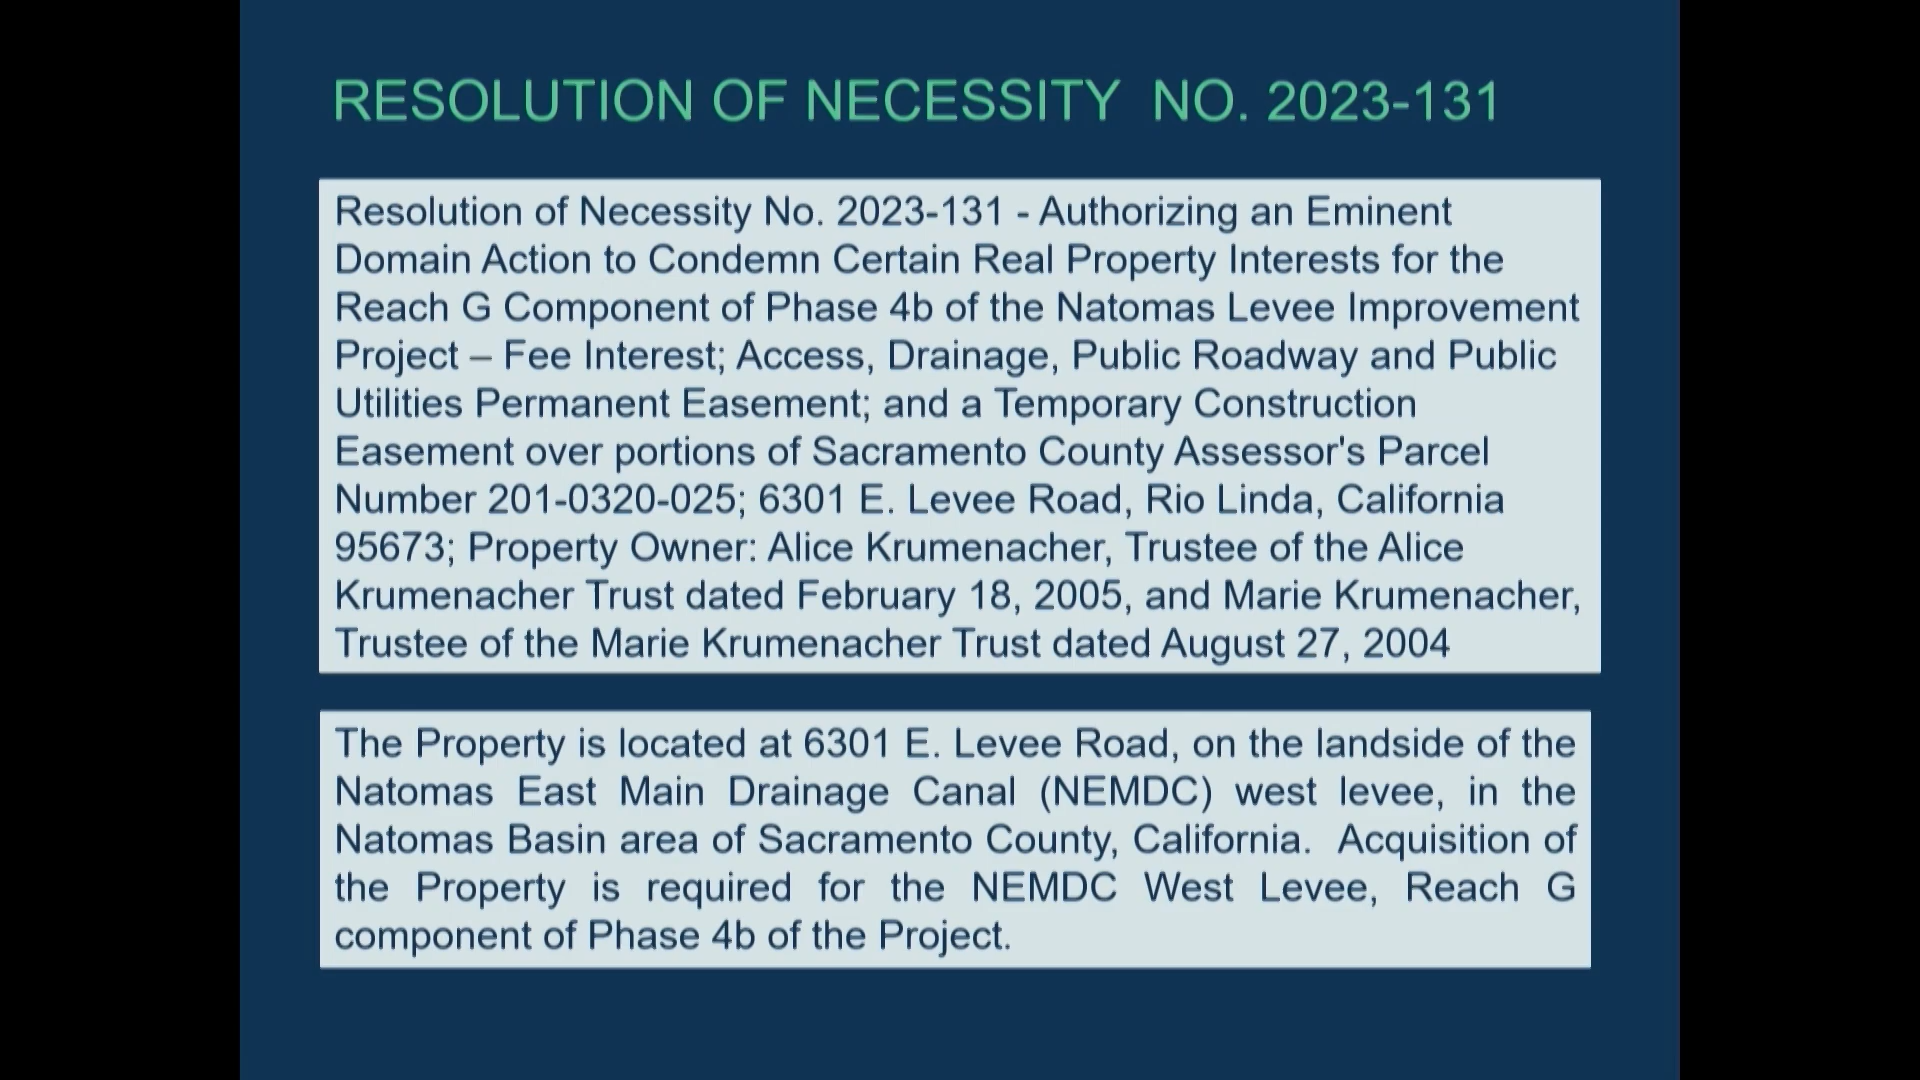 RESOLUTION OF NECESSITY NO. 2023-131
Resolution of Necessity No. 2023-131 - Authorizing an Eminent
Domain Action to Condemn Certain Real Property Interests for the
Reach G Component of Phase 4b of the Natomas Levee Improvement
Project – Fee Interest; Access, Drainage, Public Roadway and Public
Utilities Permanent Easement; and a Temporary Construction
Easement over portions of Sacramento County Assessor's Parcel
Number 201-0320-025; 6301 E. Levee Road, Rio Linda, California
95673; Property Owner: Alice Krumenacher, Trustee of the Alice
Krumenacher Trust dated February 18, 2005, and Marie Krumenacher,
Trustee of the Marie Krumenacher Trust dated August 27, 2004
The Property is located at 6301 E. Levee Road, on the landside of the
Natomas East Main Drainage Canal (NEMDC) west levee, in the
Natomas Basin area of Sacramento County, California. Acquisition of
the Property is required for the NEMDC West Levee, Reach G
component of Phase 4b of the Project.